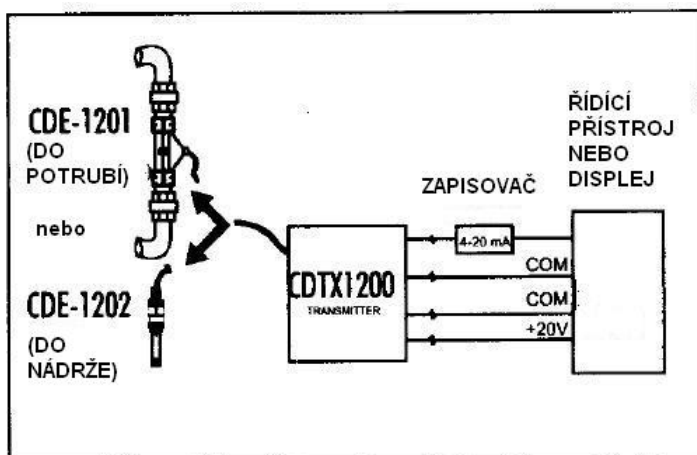 CDE-1201
(DO
POTRUBÍ)
nebo
CDE-1202
(DO
NÁDRŽE)
CDTX1200
TRANSMITTER
ZAPISOVAČ
4-20 mA
COM
COM
+20V
ŘÍDÍCÍ
PŘÍSTROJ
NEBO
DISPLEJ